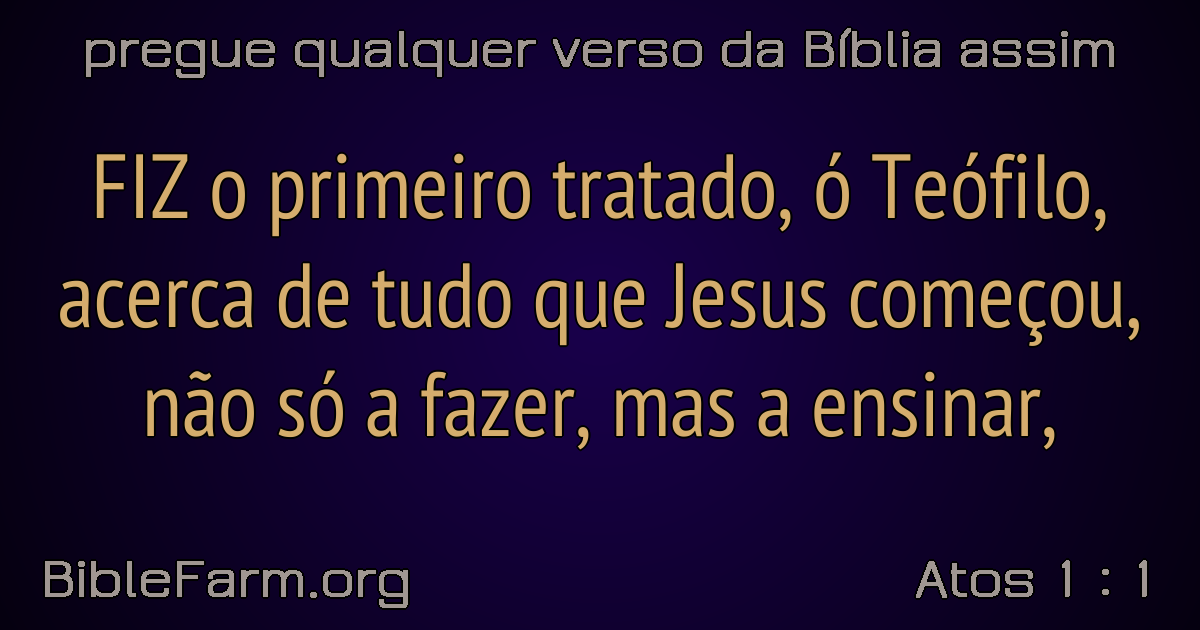 pregue qualquer verso da Bíblia assim
FIZ o primeiro tratado, ó Teófilo,
acerca de tudo que Jesus começou,
não só a fazer, mas a ensinar,
BibleFarm.org
Atos 1 : 1